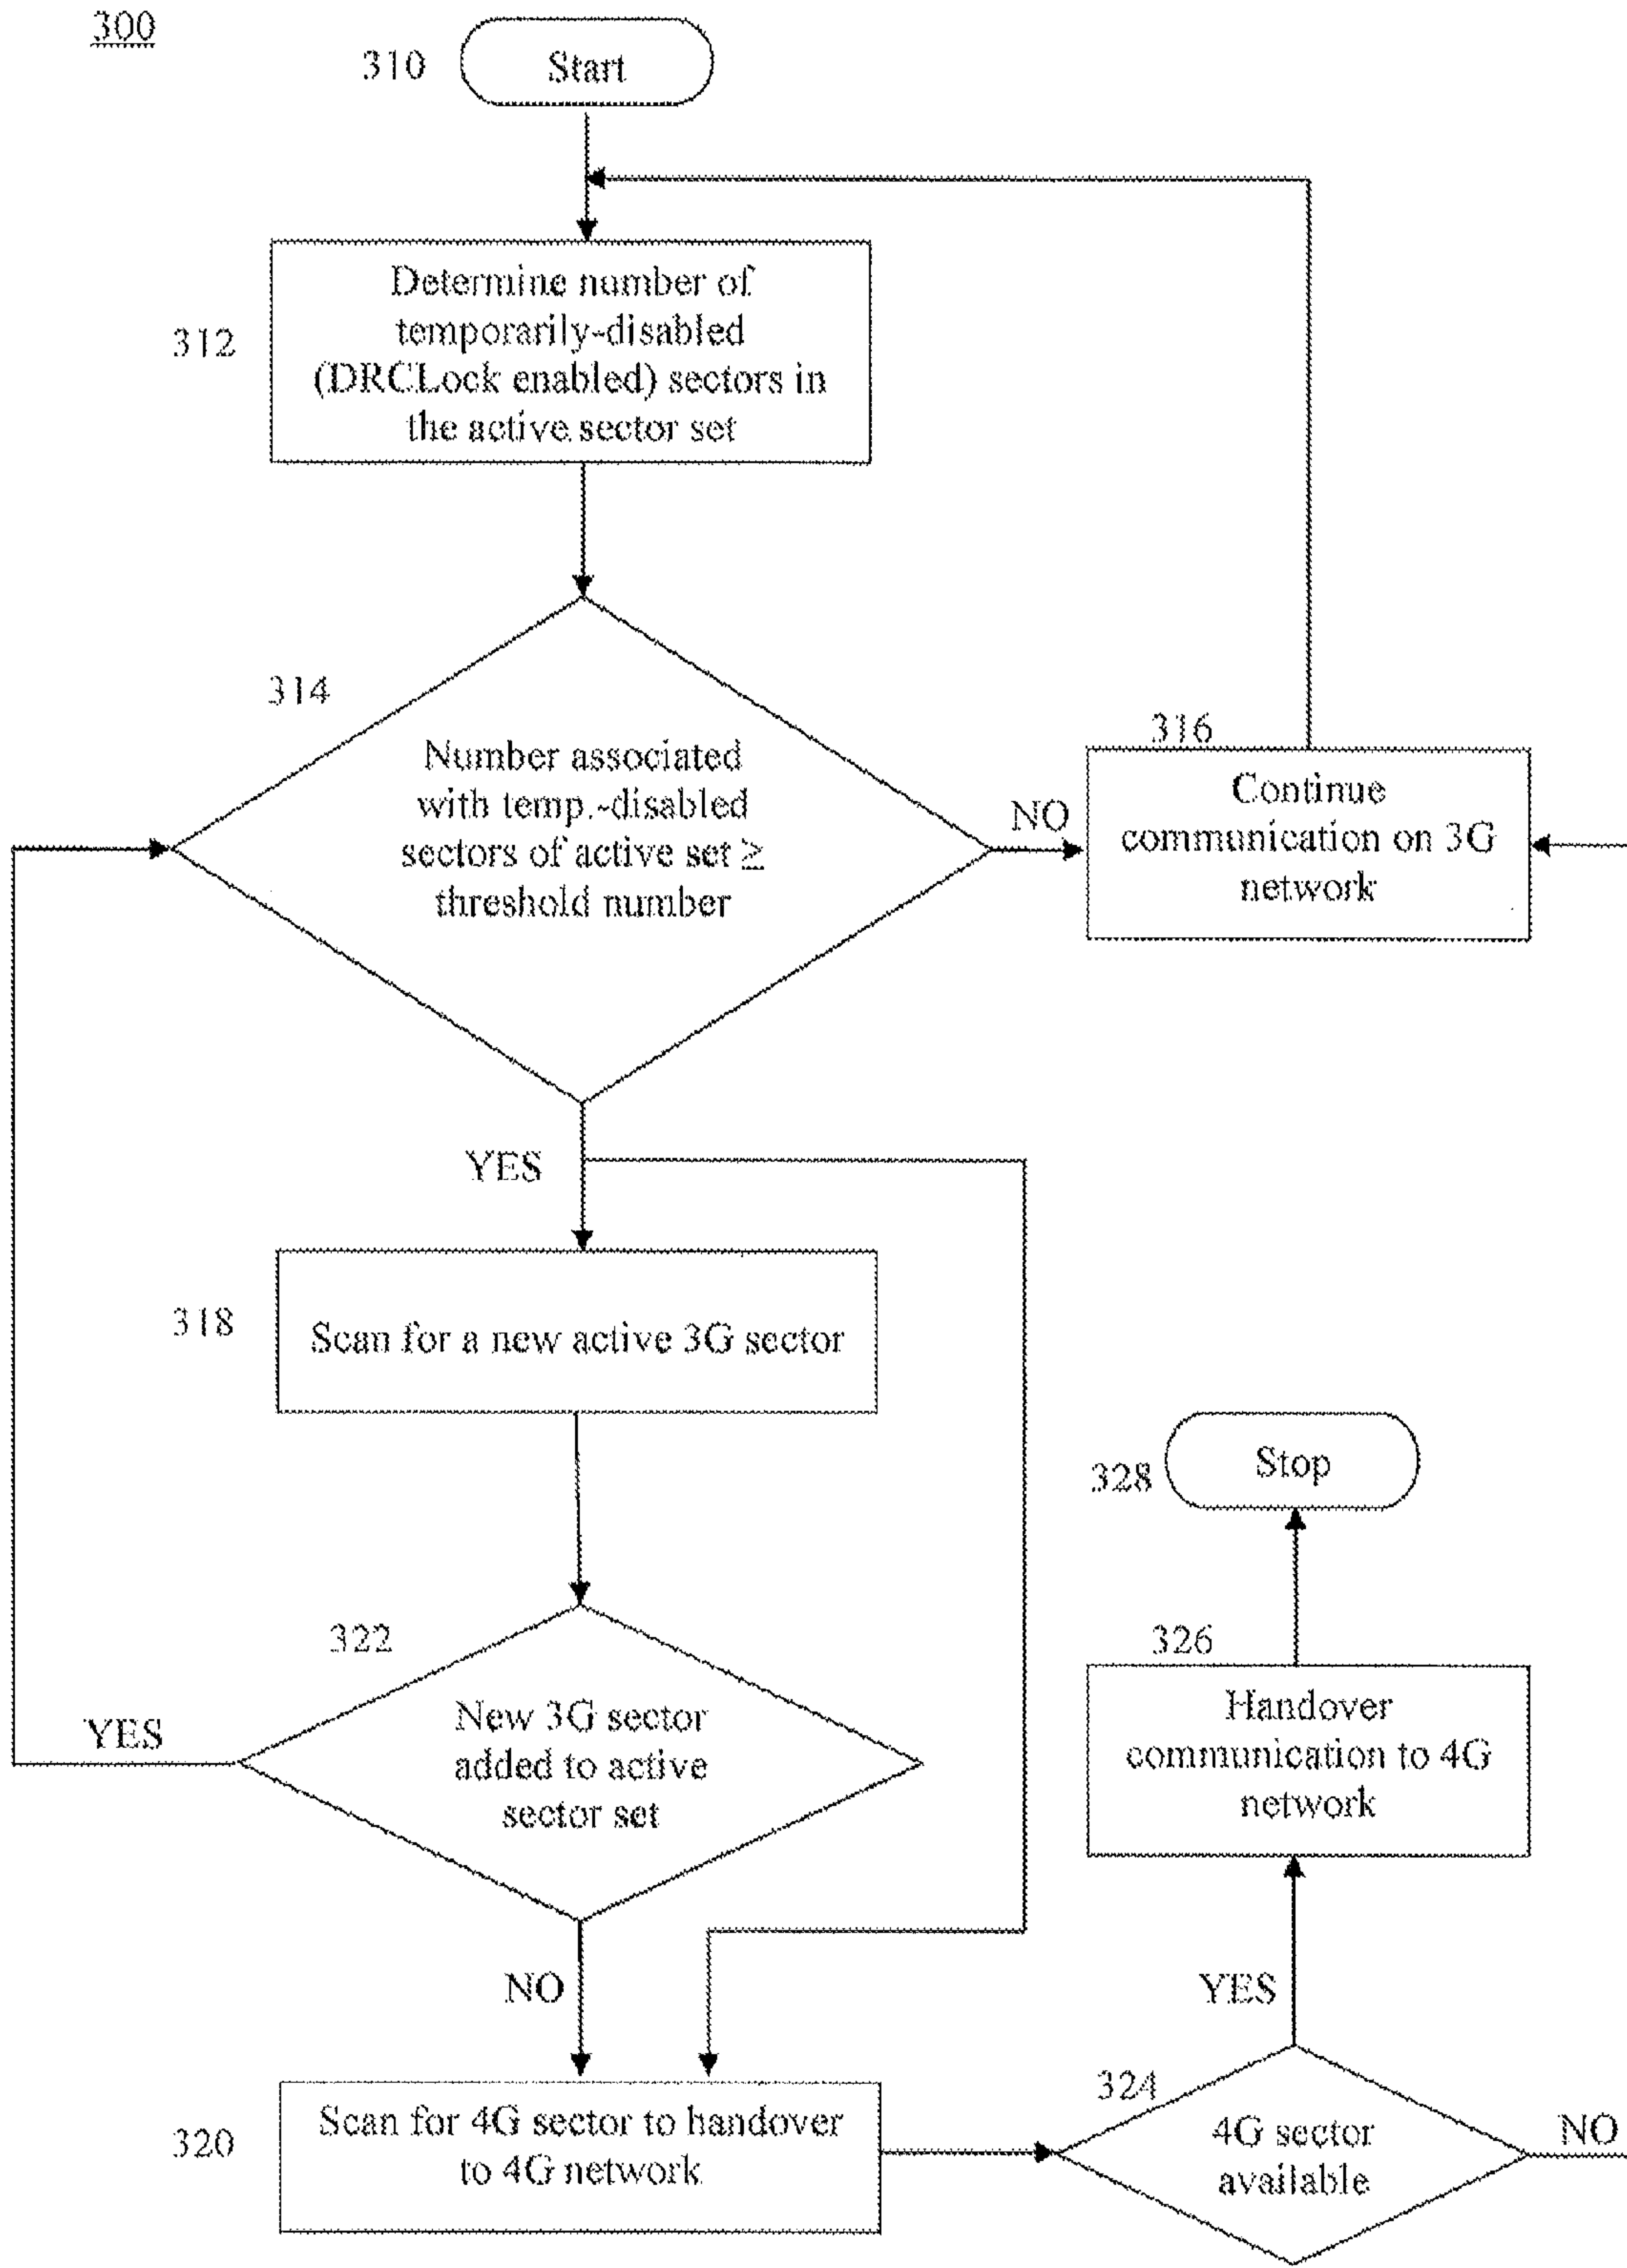 300
310
Start
312
Determine number of
temporarily-disabled
(DRCLock enabled) sectors in
the active sector set
314
Number associated
with temp.-disabled
sectors of active set ≥
threshold number
NO
316
Continue
communication on 3G
network
YES
318
Scan for a new active 3G sector
322
New 3G sector
added to active
sector set
YES
NO
320
Scan for 4G sector to handover
to 4G network
324
4G sector
available
NO
YES
326
Handover
communication to 4G
network
328
Stop